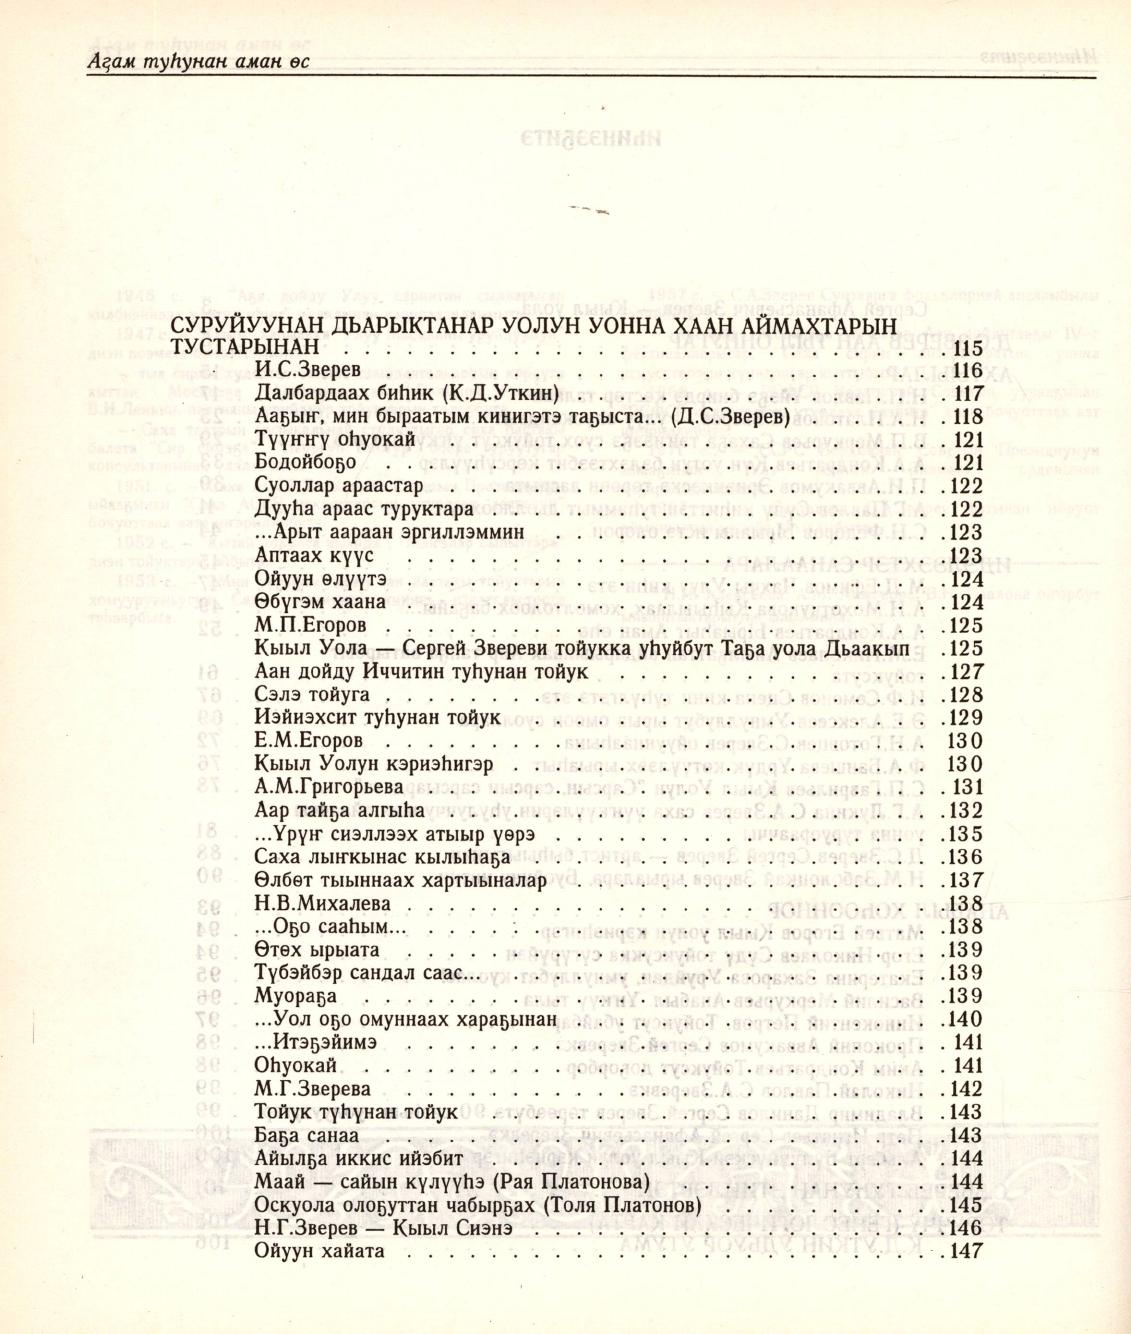 Аҕам туһунан аман өс
СУРУЙУУНАН ДЬАРЫКТАНАР УОЛУН УОННА ХААН АЙМАХТАРЫН
ТУСТАРЫНАН . . . . . . . . . . 115
И.С.Зверев . . . . . . . . . . 116
Далбардаах биһик (К.Д.Уткин) . . . . . . . . . . 117
Ааҕыҥ, мин быраатым кинигэтэ таҕыста... (Д.С.Зверев) . . . . . . 118
Түүҥҥү оһуокай . . . . . . . . . . 121
Бодойбоҕо . . . . . . . . . . 121
Суоллар араастар . . . . . . . . . . 122
Дууһа араас туруктара . . . . . . . . . . 122
...Арыт аараан эргиллэммин . . . . . . . . . . 123
Аптаах күүс . . . . . . . . . . 123
Ойуун өлүүтэ . . . . . . . . . . 124
Өбүгэм хаана . . . . . . . . . . 124
М.П.Егоров . . . . . . . . . . 125
Кыыл Уола — Сергей Звереви тойукка уһуйбут Таҕа уола Дьаакып . 125
Аан дойду Иччитин туһунан тойук . . . . . . . . . . 127
Сэлэ тойуга . . . . . . . . . . 128
Иэйиэхсит туһунан тойук . . . . . . . . . . 129
Е.М.Егоров . . . . . . . . . . 130
Кыыл Уолун кэриэһигэр . . . . . . . . . . 130
А.М.Григорьева . . . . . . . . . . 131
Аар тайҕа алгыһа . . . . . . . . . . 132
...Үрүҥ сиэллээх атыыр үөрэ . . . . . . . . . . 135
Саха лыҥкынас кылыһаҕа . . . . . . . . . . 136
Өлбөт тыыннаах хартыыналар . . . . . . . . . . 137
Н.В.Михалева . . . . . . . . . . 138
...Оҕо сааһым... . . . . . . . . . . 138
Өтөх ырыата . . . . . . . . . . 139
Түбэйбэр сандал саас... . . . . . . . . . . 139
Муораҕа . . . . . . . . . . 139
...Уол оҕо омуннаах хараҕынан . . . . . . . . . . 140
...Итэҕэйимэ . . . . . . . . . . 141
Оһуокай . . . . . . . . . . 141
М.Г.Зверева . . . . . . . . . . 142
Тойук түһүнан тойук . . . . . . . . . . 143
Баҕа санаа . . . . . . . . . . 143
Айылҕа иккис ийэбит . . . . . . . . . . 144
Маай — сайын күлүүһэ (Рая Платонова) . . . . . . . . 144
Оскуола олоҕуттан чабырҕах (Толя Платонов) . . . . . . . 145
Н.Г.Зверев — Кыыл Сиэнэ . . . . . . . . . . 146
Ойуун хайата . . . . . . . . . . 147